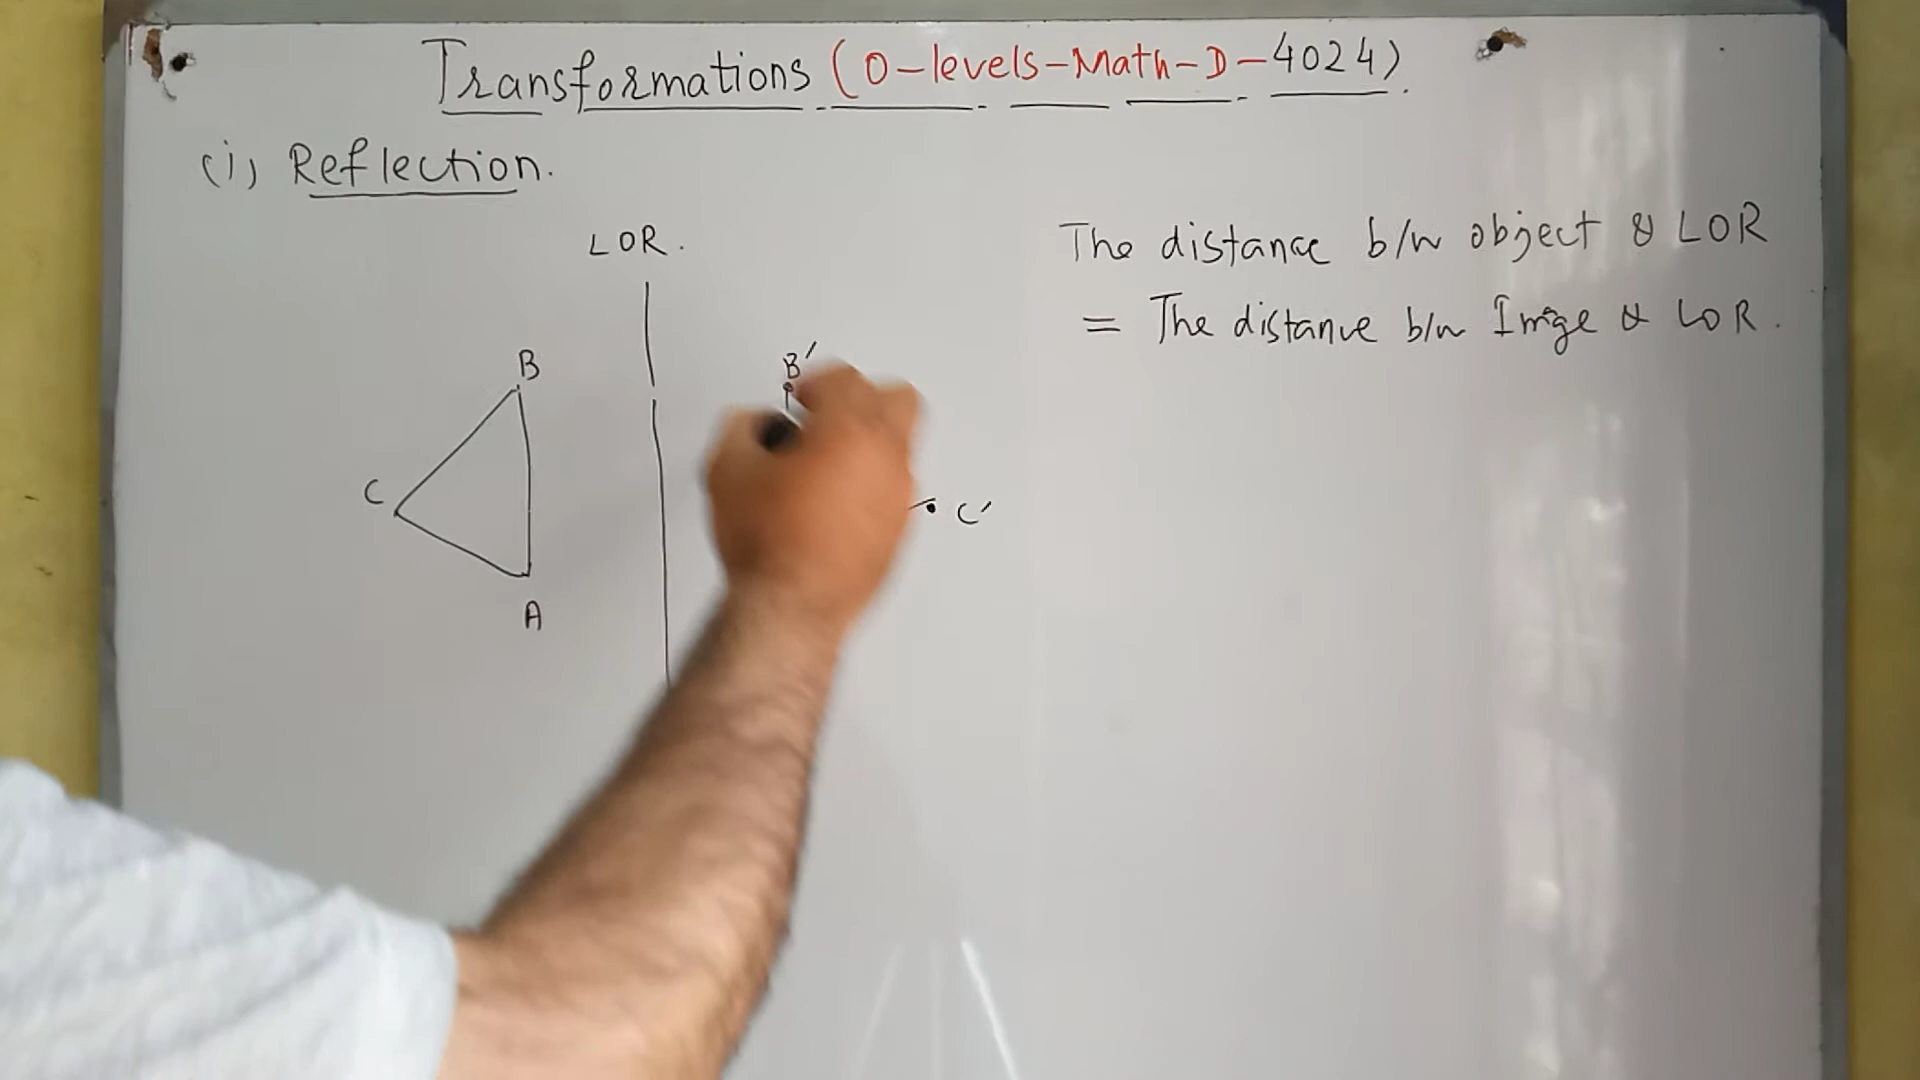 Transformations (O-levels-Math-D-4024).
(i) Reflection.
LOR.
The distance b/w object & LOR
= The distance b/w Image & LOR.
B
B'
C
C'
A